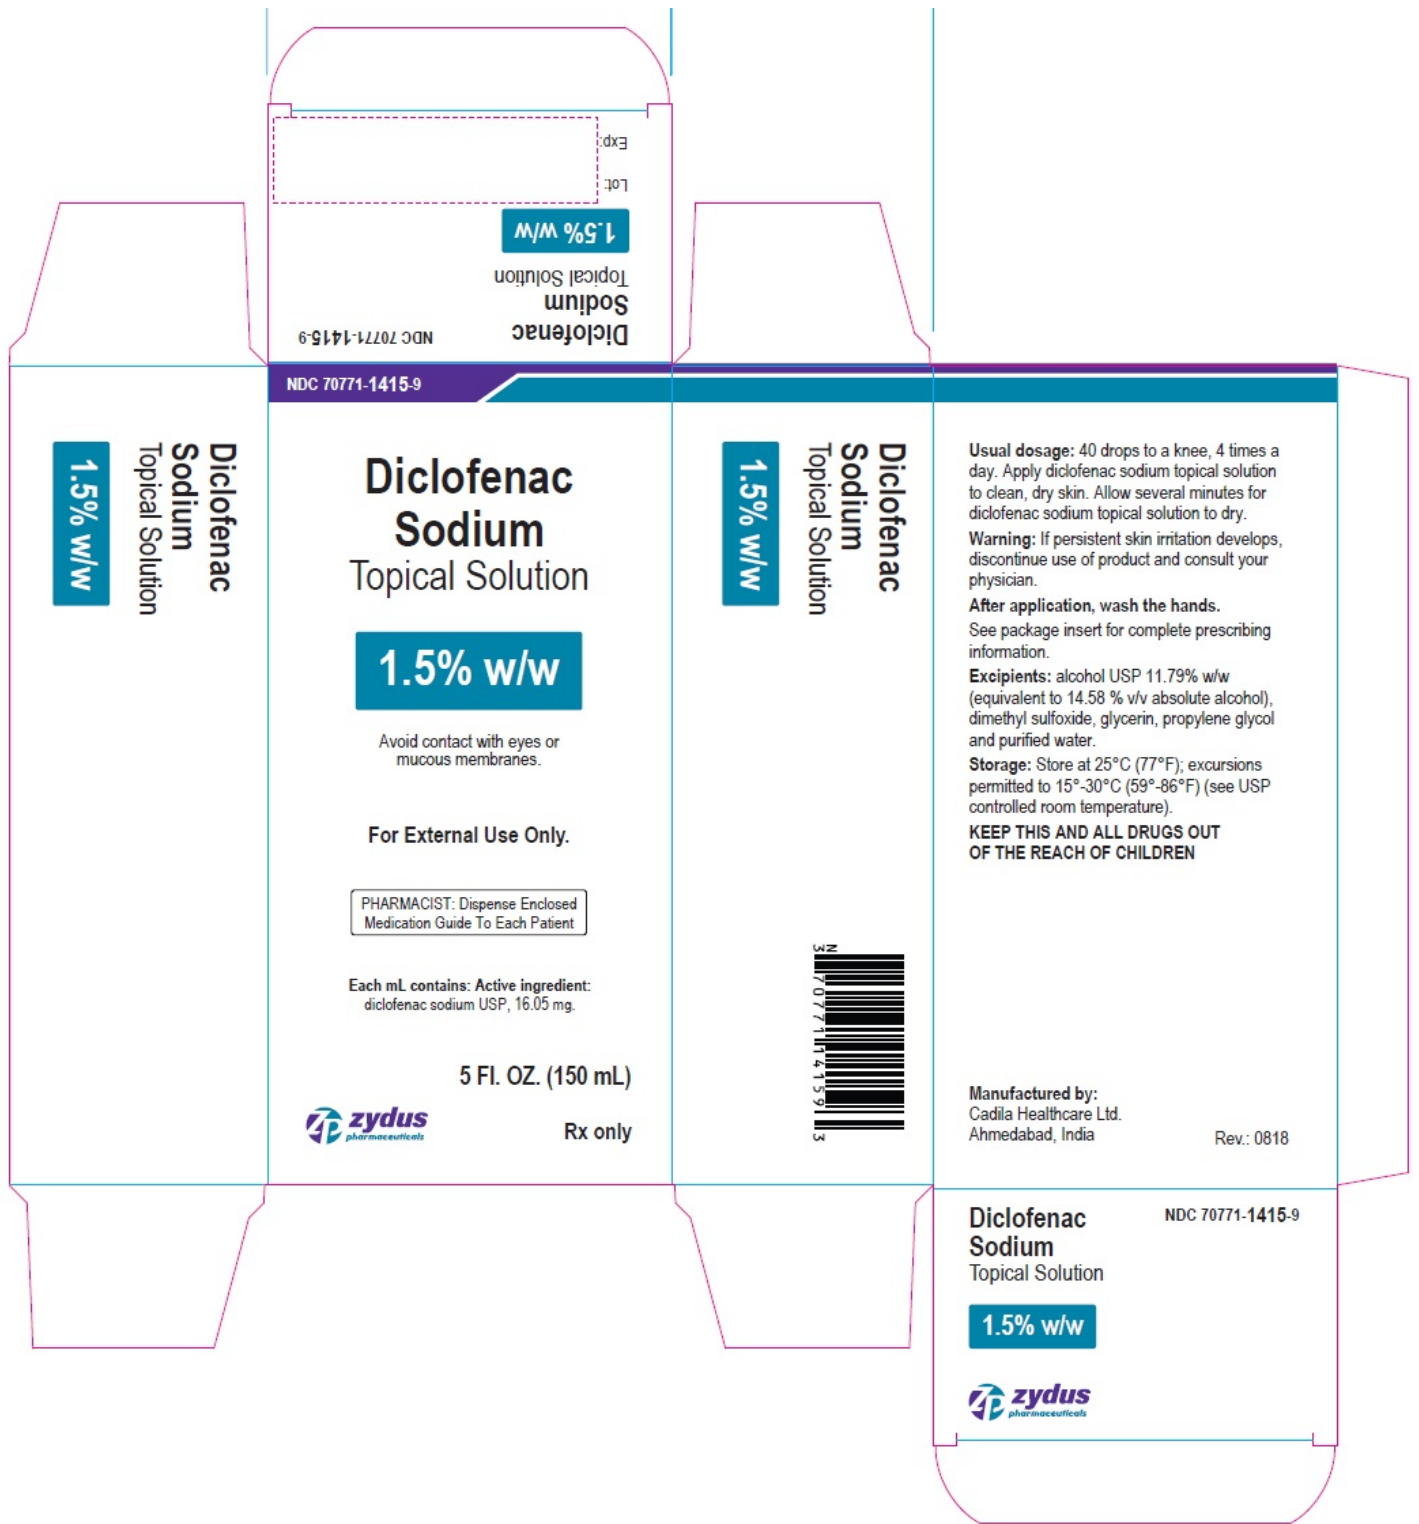 Exp:
Lot:
1.5% w/w
Topical Solution
Sodium
Diclofenac
NDC 70771-1415-9
NDC 70771-1415-9
Diclofenac
Sodium
Topical Solution
1.5% w/w
Diclofenac
Sodium
Topical Solution
1.5% w/w
Avoid contact with eyes or
mucous membranes.
For External Use Only.
PHARMACIST: Dispense Enclosed
Medication Guide To Each Patient
Each mL contains: Active ingredient:
diclofenac sodium USP, 16.05 mg.
5 Fl. OZ. (150 mL)
zydus
pharmaceuticals
Rx only
Diclofenac
Sodium
Topical Solution
1.5% w/w
N
3 70771 14159 3
Usual dosage: 40 drops to a knee, 4 times a
day. Apply diclofenac sodium topical solution
to clean, dry skin. Allow several minutes for
diclofenac sodium topical solution to dry.
Warning: If persistent skin irritation develops,
discontinue use of product and consult your
physician.
After application, wash the hands.
See package insert for complete prescribing
information.
Excipients: alcohol USP 11.79% w/w
(equivalent to 14.58 % v/v absolute alcohol),
dimethyl sulfoxide, glycerin, propylene glycol
and purified water.
Storage: Store at 25°C (77°F); excursions
permitted to 15°-30°C (59°-86°F) (see USP
controlled room temperature).
KEEP THIS AND ALL DRUGS OUT
OF THE REACH OF CHILDREN
Manufactured by:
Cadila Healthcare Ltd.
Ahmedabad, India
Rev.: 0818
Diclofenac
Sodium
Topical Solution
NDC 70771-1415-9
1.5% w/w
zydus
pharmaceuticals